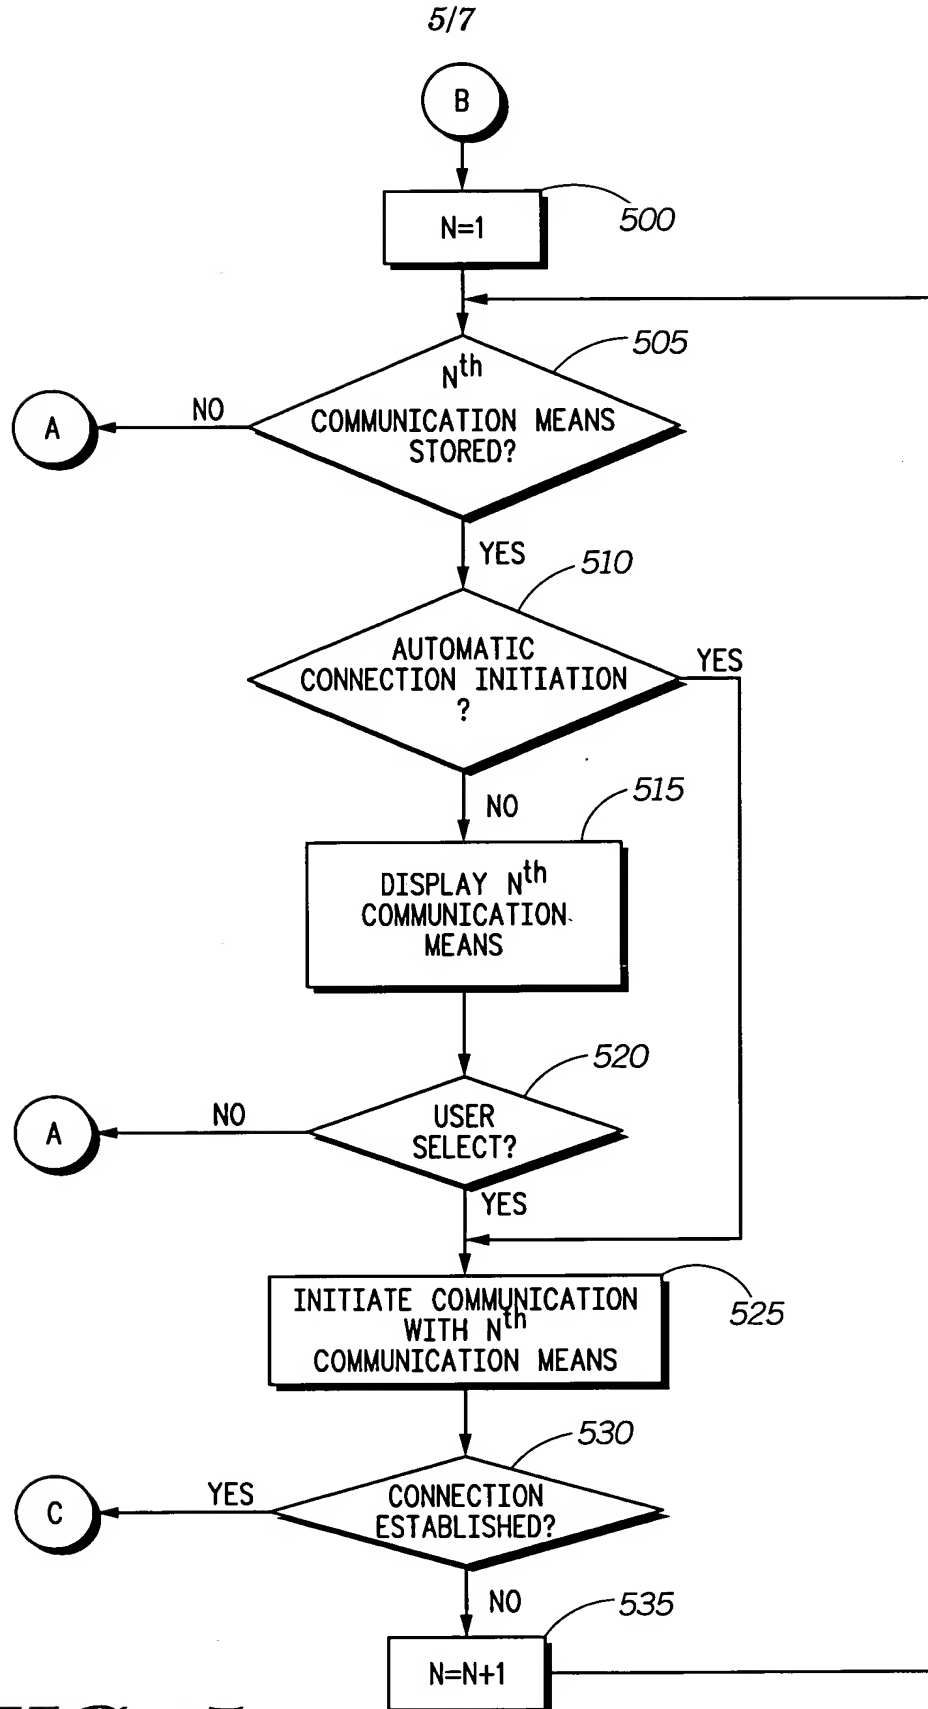 5/7
B
N=1
500
505
Nth
COMMUNICATION MEANS
STORED?
NO
A
YES
510
AUTOMATIC
CONNECTION INITIATION
?
YES
NO
515
DISPLAY Nth
COMMUNICATION
MEANS
520
USER
SELECT?
NO
A
YES
INITIATE COMMUNICATION
WITH Nth
COMMUNICATION MEANS
525
530
CONNECTION
ESTABLISHED?
YES
C
NO
535
N=N+1